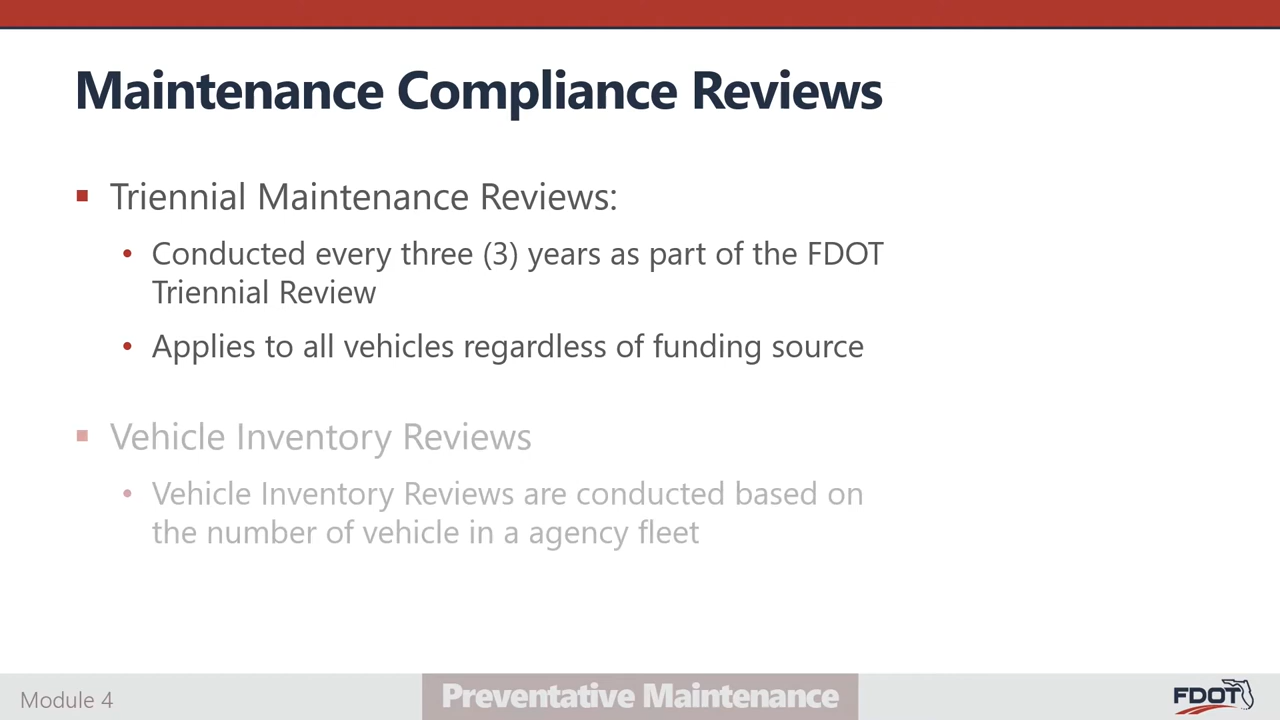 Maintenance Compliance Reviews
Triennial Maintenance Reviews:
Conducted every three (3) years as part of the FDOT
Triennial Review
Applies to all vehicles regardless of funding source
Vehicle Inventory Reviews
Vehicle Inventory Reviews are conducted based on
the number of vehicle in a agency fleet
Module 4
Preventative Maintenance
FDOT